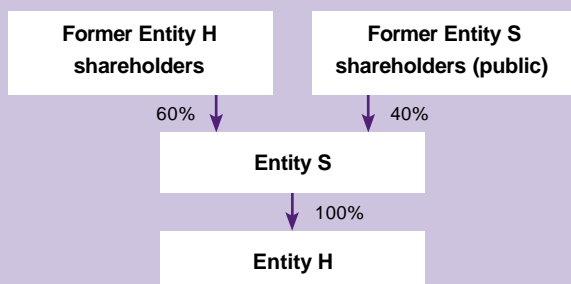 Former Entity H
shareholders
Former Entity S
shareholders (public)
60%
40%
Entity S
100%
Entity H